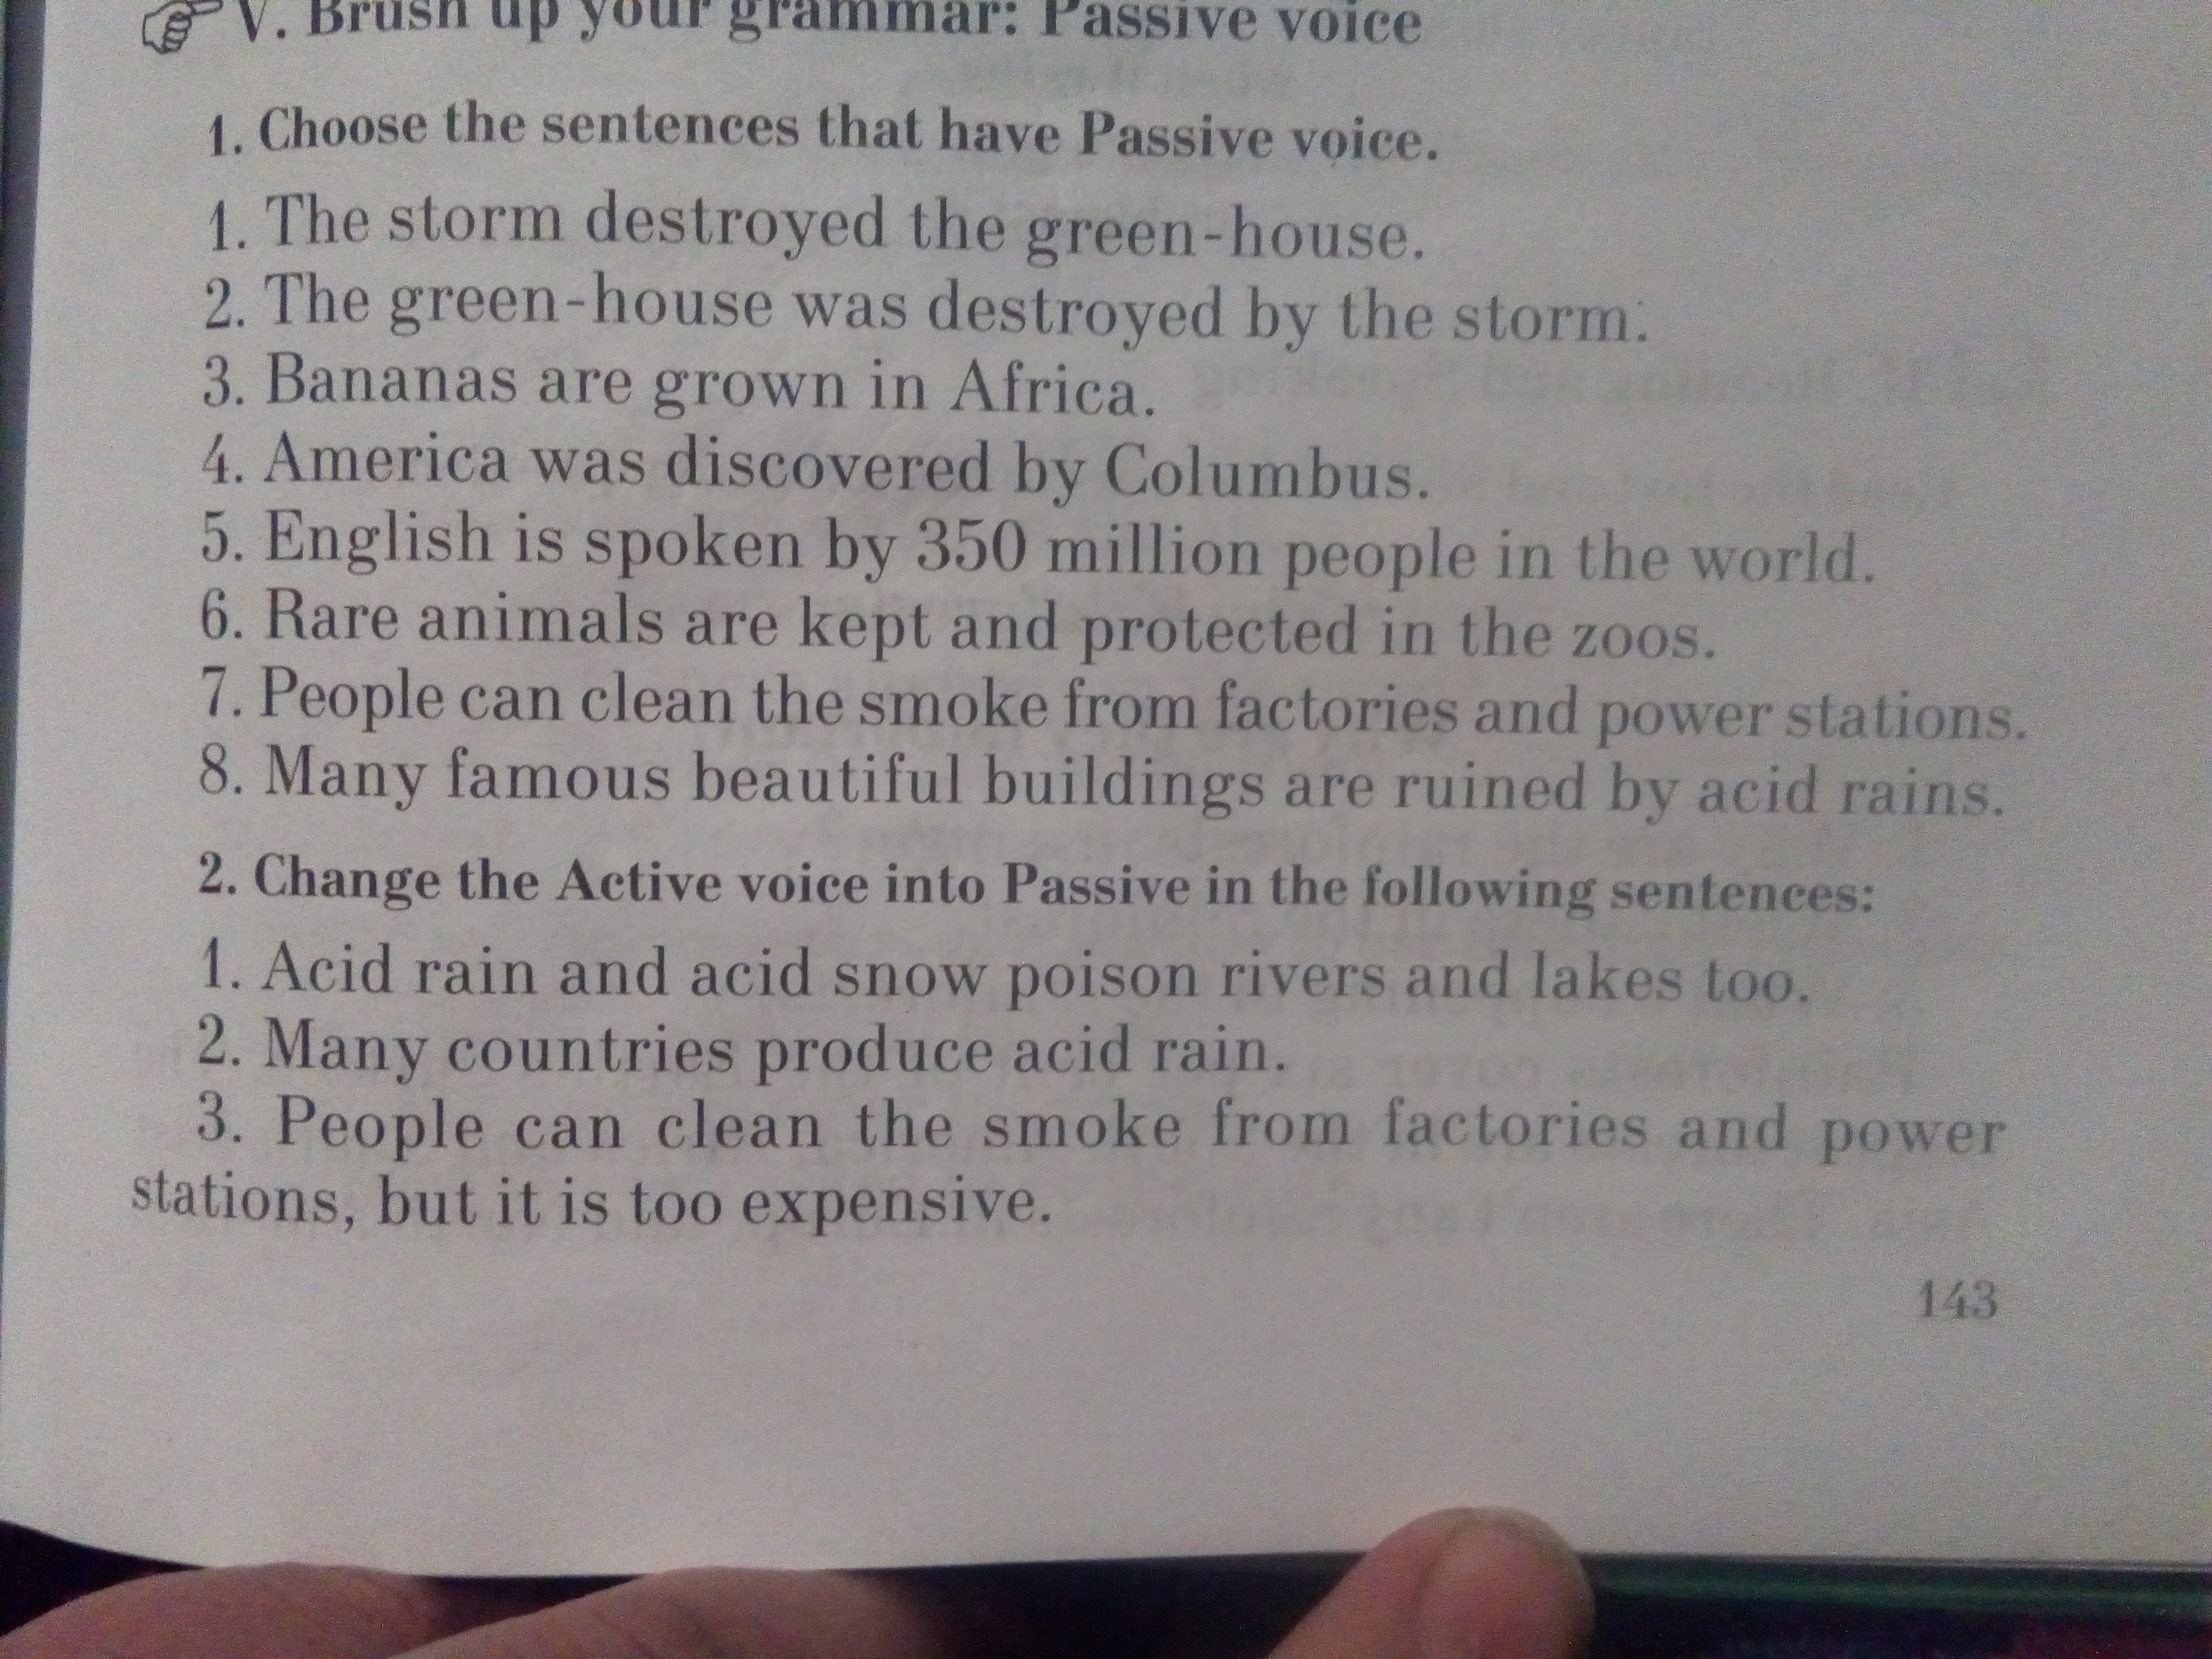 V. Brush up your grammar: Passive voice
1. Choose the sentences that have Passive voice.
1. The storm destroyed the green-house.
2. The green-house was destroyed by the storm.
3. Bananas are grown in Africa.
4. America was discovered by Columbus.
5. English is spoken by 350 million people in the world.
6. Rare animals are kept and protected in the zoos.
7. People can clean the smoke from factories and power stations.
8. Many famous beautiful buildings are ruined by acid rains.
2. Change the Active voice into Passive in the following sentences:
1. Acid rain and acid snow poison rivers and lakes too.
2. Many countries produce acid rain.
3. People can clean the smoke from factories and power
stations, but it is too expensive.
143